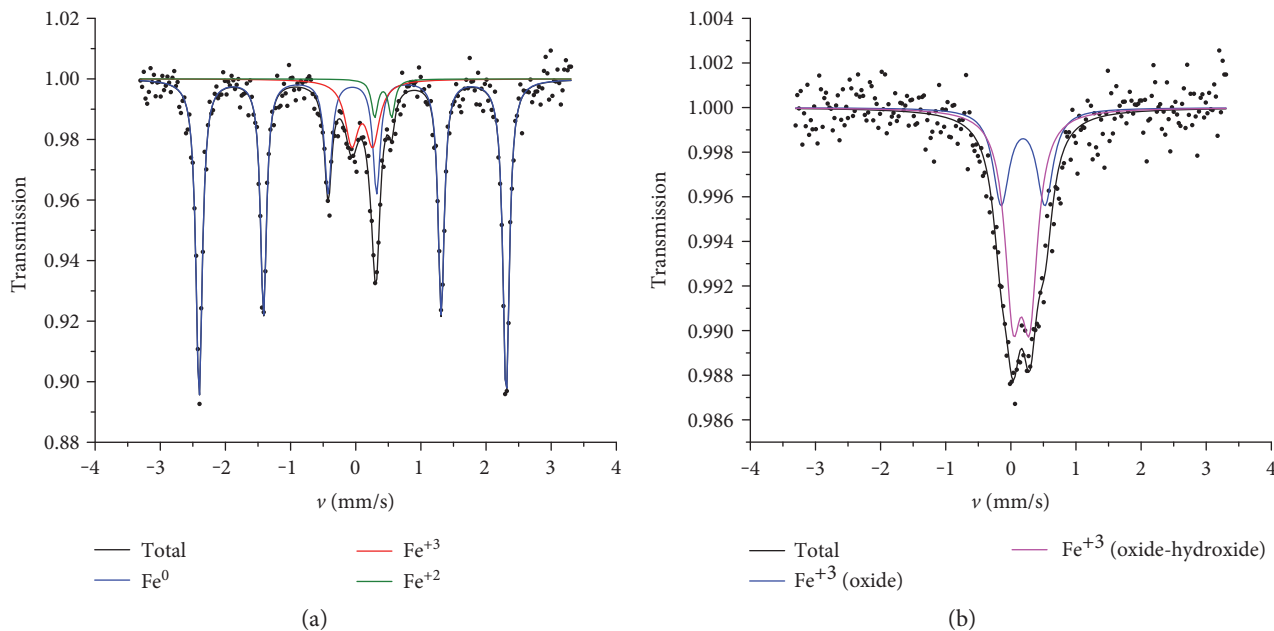 1.02
1.00
0.98
0.96
0.94
0.92
0.90
0.88
Transmission
-4 -3 -2 -1 0 1 2 3 4
v (mm/s)
Total
Fe⁰
Fe⁺³
Fe⁺²
(a)
1.004
1.002
1.000
0.998
0.996
0.994
0.992
0.990
0.988
0.986
Transmission
-4 -3 -2 -1 0 1 2 3 4
v (mm/s)
Total
Fe⁺³ (oxide)
Fe⁺³ (oxide-hydroxide)
(b)